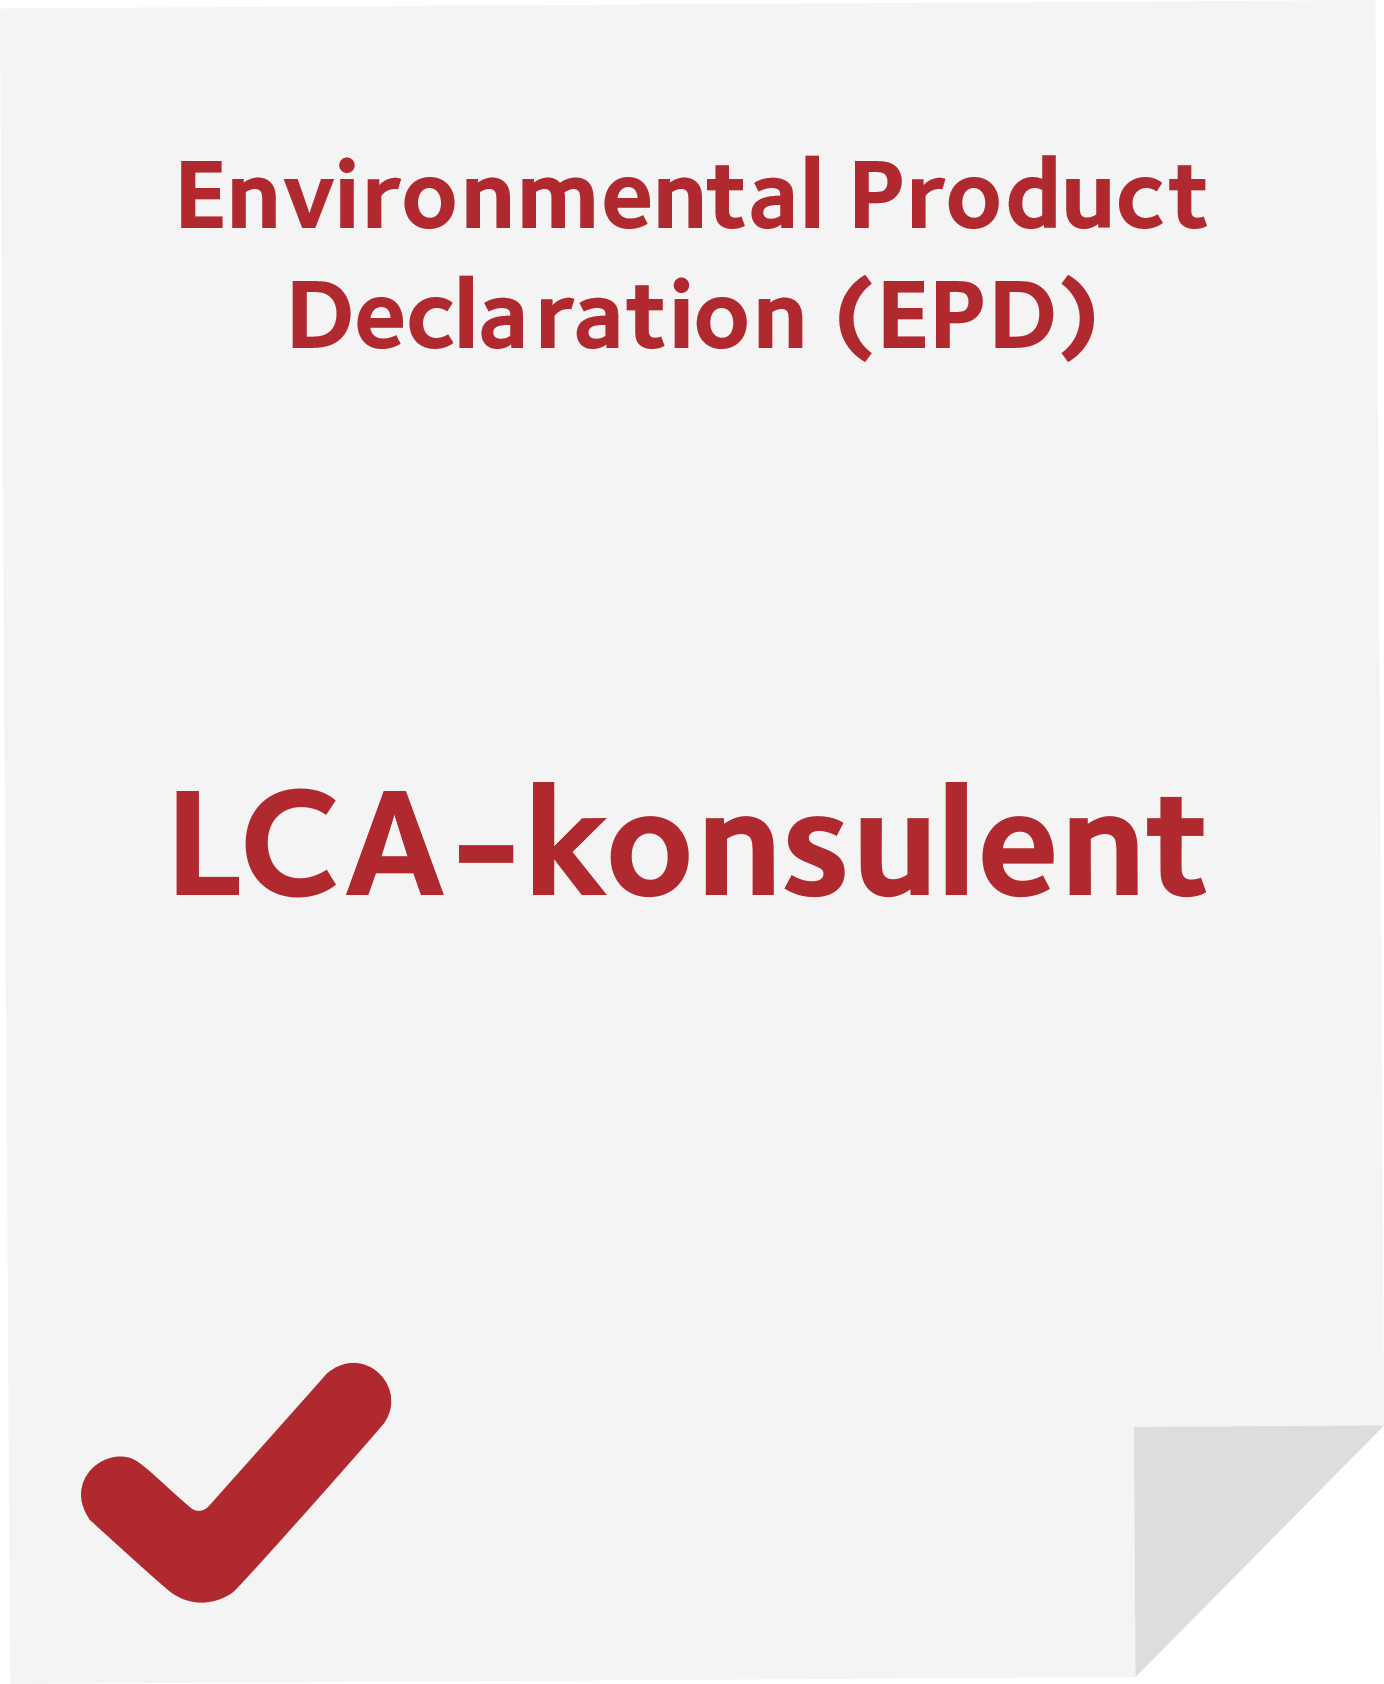 Environmental Product
Declaration (EPD)
LCA-konsulent